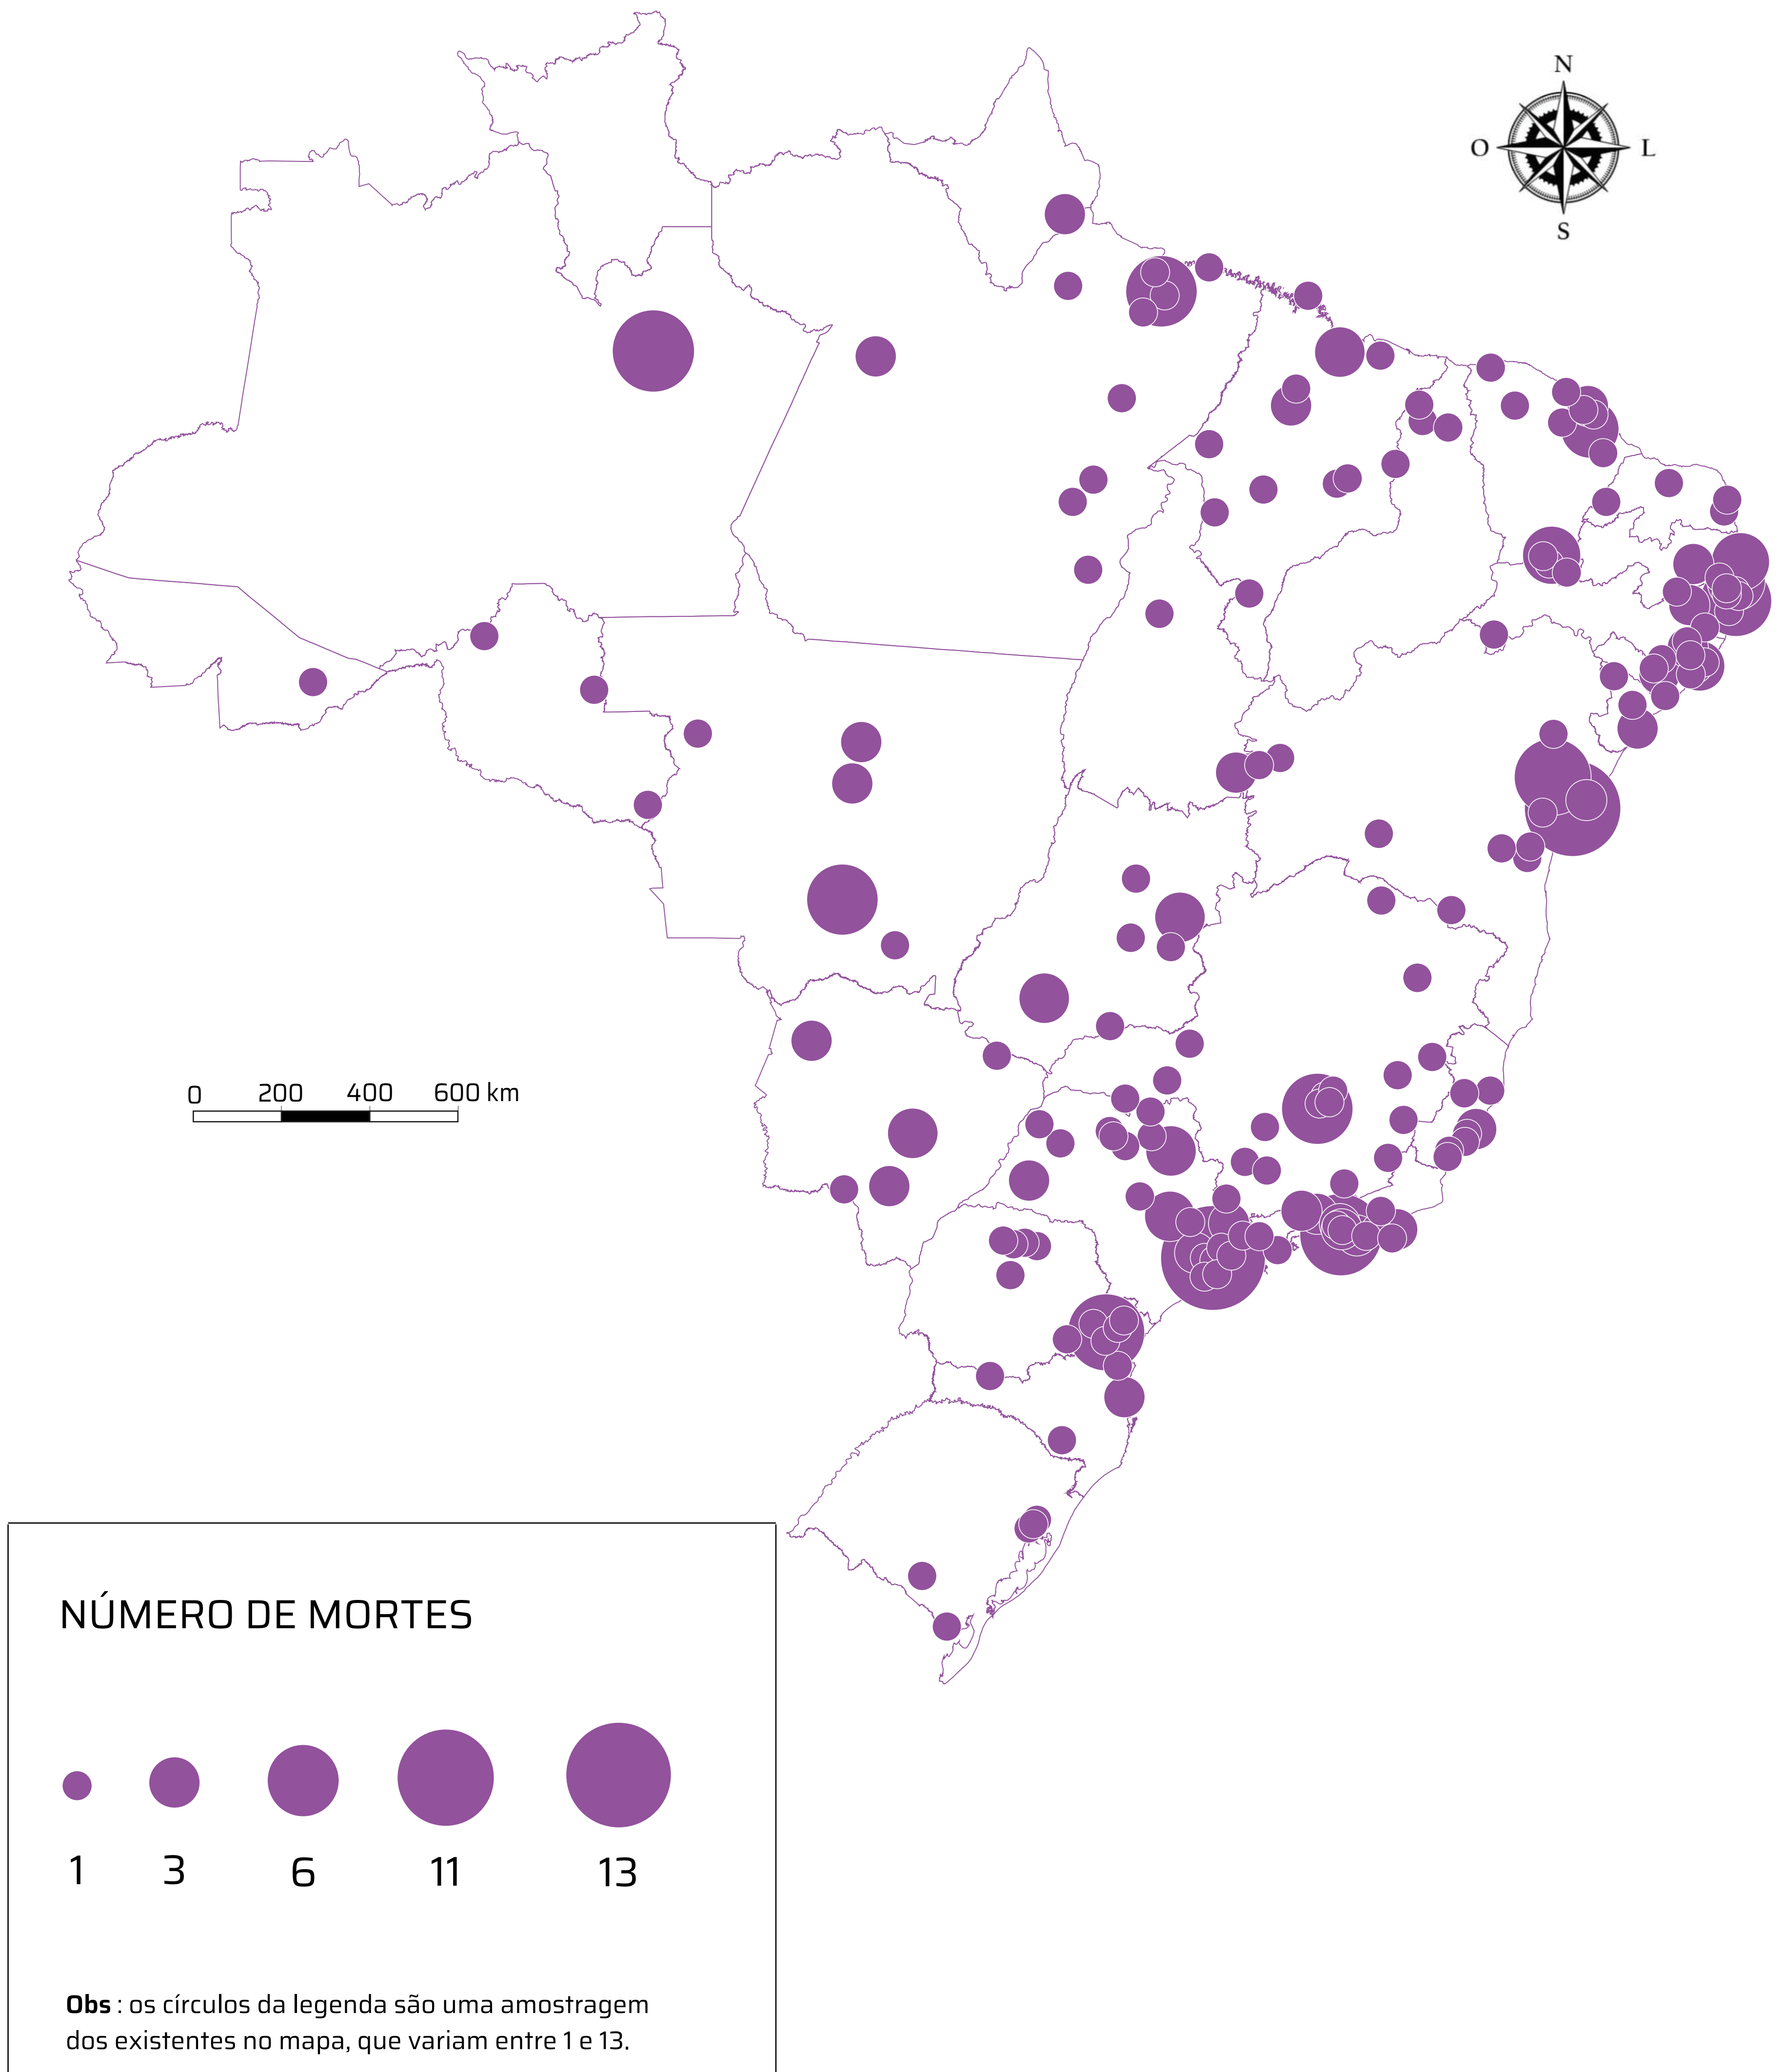 N
O L
S
0 200 400 600 km
NÚMERO DE MORTES
1 3 6 11 13
Obs : os círculos da legenda são uma amostragem
dos existentes no mapa, que variam entre 1 e 13.